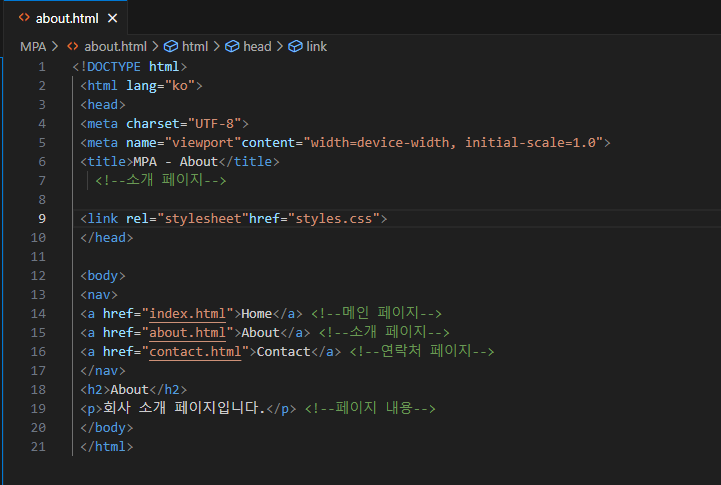 about.html
MPA > about.html > html > head > link
1 <!DOCTYPE html>
2 <html lang="ko">
3 <head>
4 <meta charset="UTF-8">
5 <meta name="viewport"content="width=device-width, initial-scale=1.0">
6 <title>MPA - About</title>
7 <!--소개 페이지-->
8
9 <link rel="stylesheet"href="styles.css">
10 </head>
11
12 <body>
13 <nav>
14 <a href="index.html">Home</a> <!--메인 페이지-->
15 <a href="about.html">About</a> <!--소개 페이지-->
16 <a href="contact.html">Contact</a> <!--연락처 페이지-->
17 </nav>
18 <h2>About</h2>
19 <p>회사 소개 페이지입니다.</p> <!--페이지 내용-->
20 </body>
21 </html>